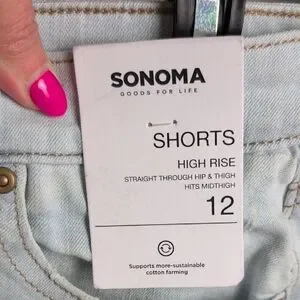 SONOMA
GOODS FOR LIFE
SHORTS
HIGH RISE
STRAIGHT THROUGH HIP & THIGH
HITS MIDTHIGH
12
Supports more-sustainable
cotton farming